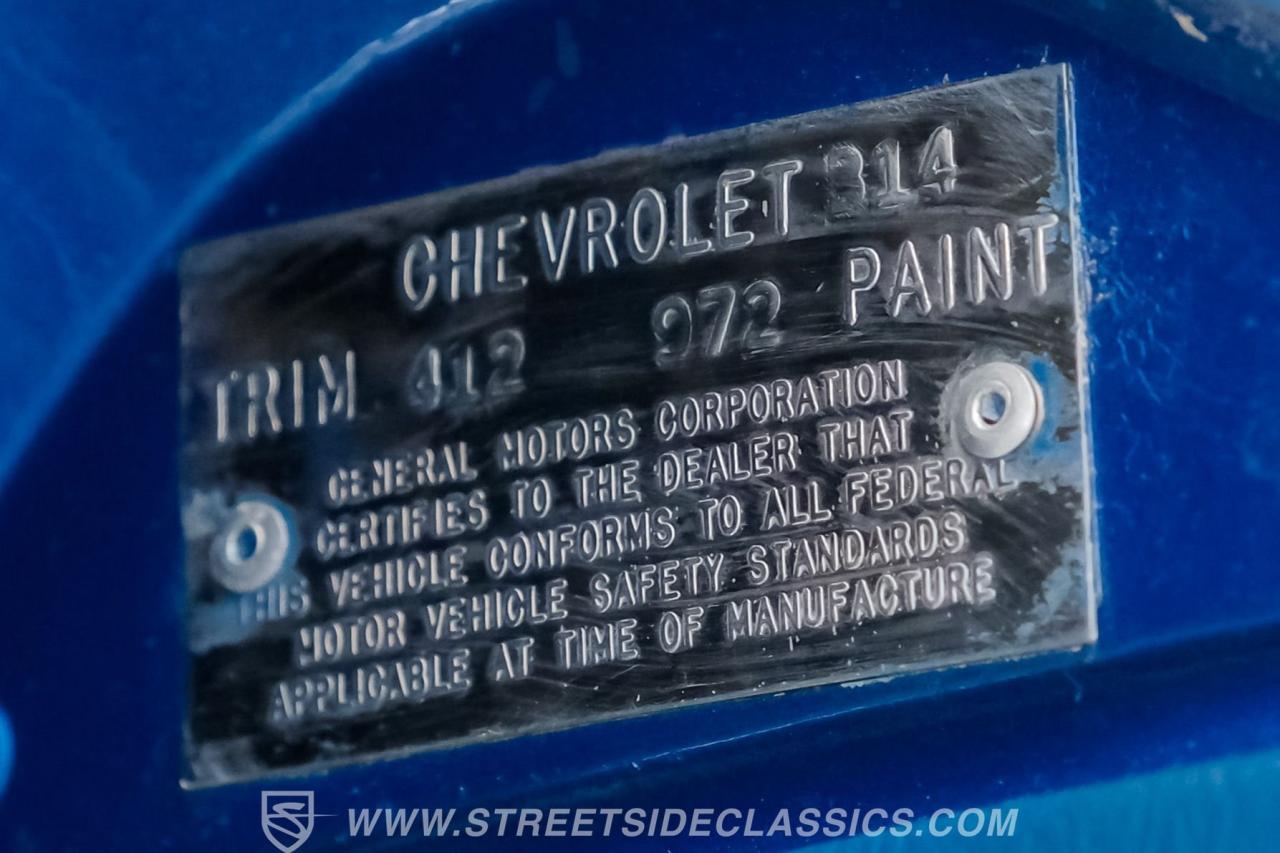 CHEVROLET 314
TRIM 412 972 PAINT
GENERAL MOTORS CORPORATION
CERTIFIES TO THE DEALER THAT
THIS VEHICLE CONFORMS TO ALL FEDERAL
MOTOR VEHICLE SAFETY STANDARDS
APPLICABLE AT TIME OF MANUFACTURE
WWW.STREETSIDECLASSICS.COM